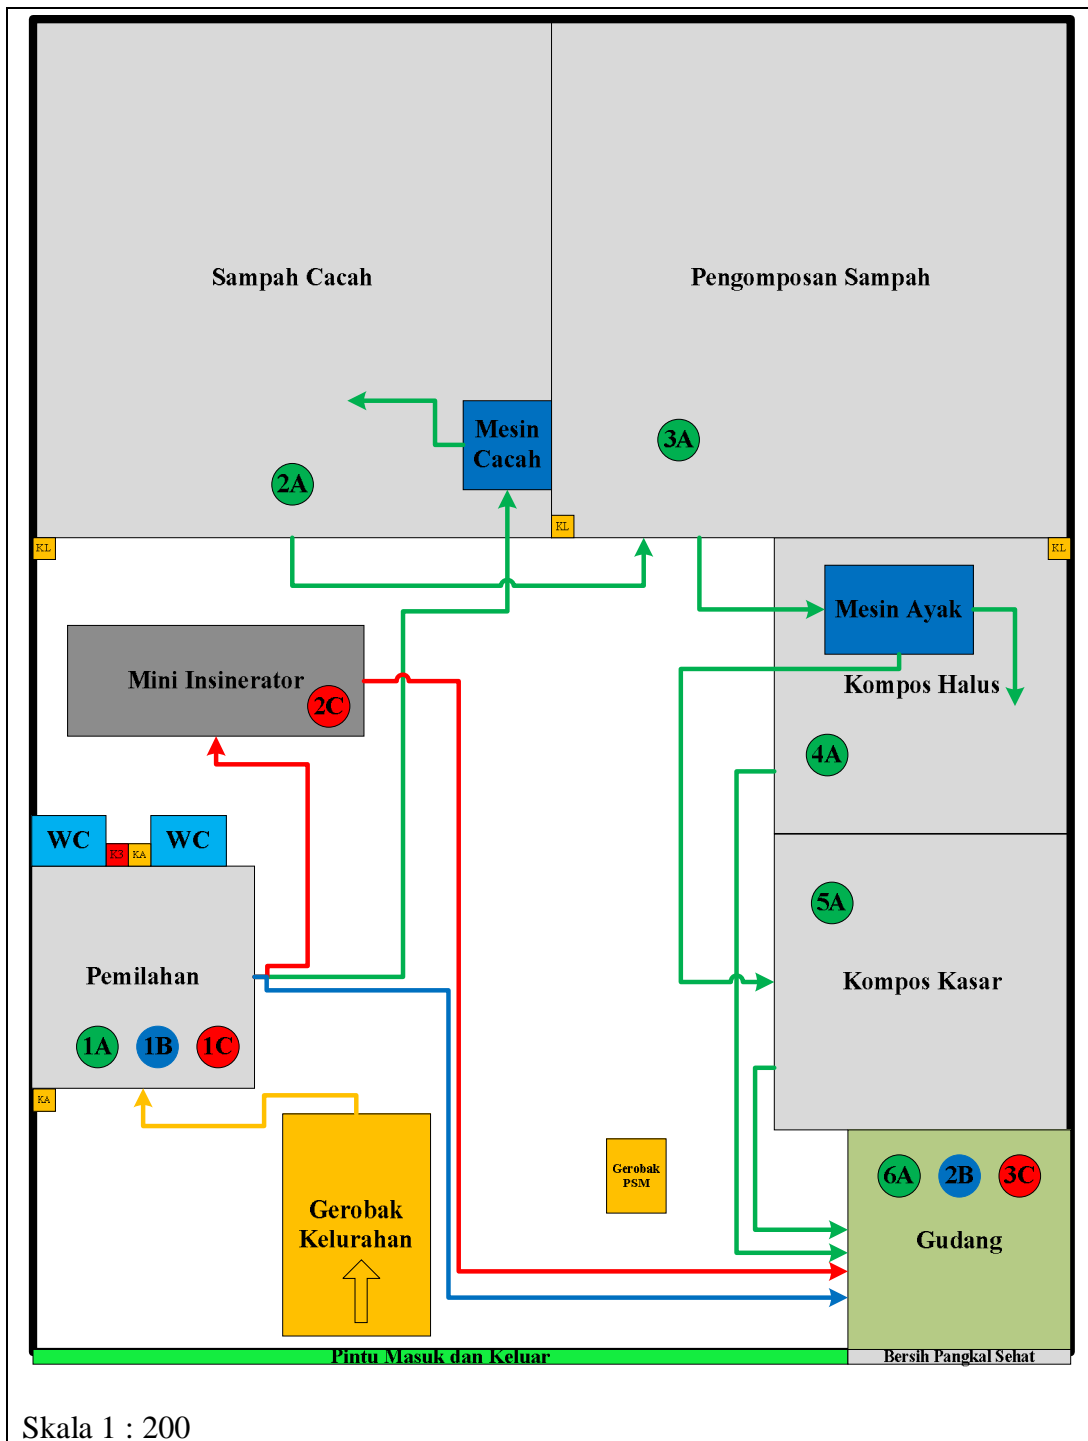 Sampah Cacah
Pengomposan Sampah
Mesin
Cacah
3A
2A
KL
KL
KL
Mesin Ayak
Mini Insinerator
Kompos Halus
2C
4A
WC
K3
KA
WC
5A
Pemilahan
Kompos Kasar
1A
1B
1C
KA
Gerobak
PSM
6A
2B
3C
Gerobak
Kelurahan
Gudang
Pintu Masuk dan Keluar
Bersih Pangkal Sehat
Skala 1 : 200